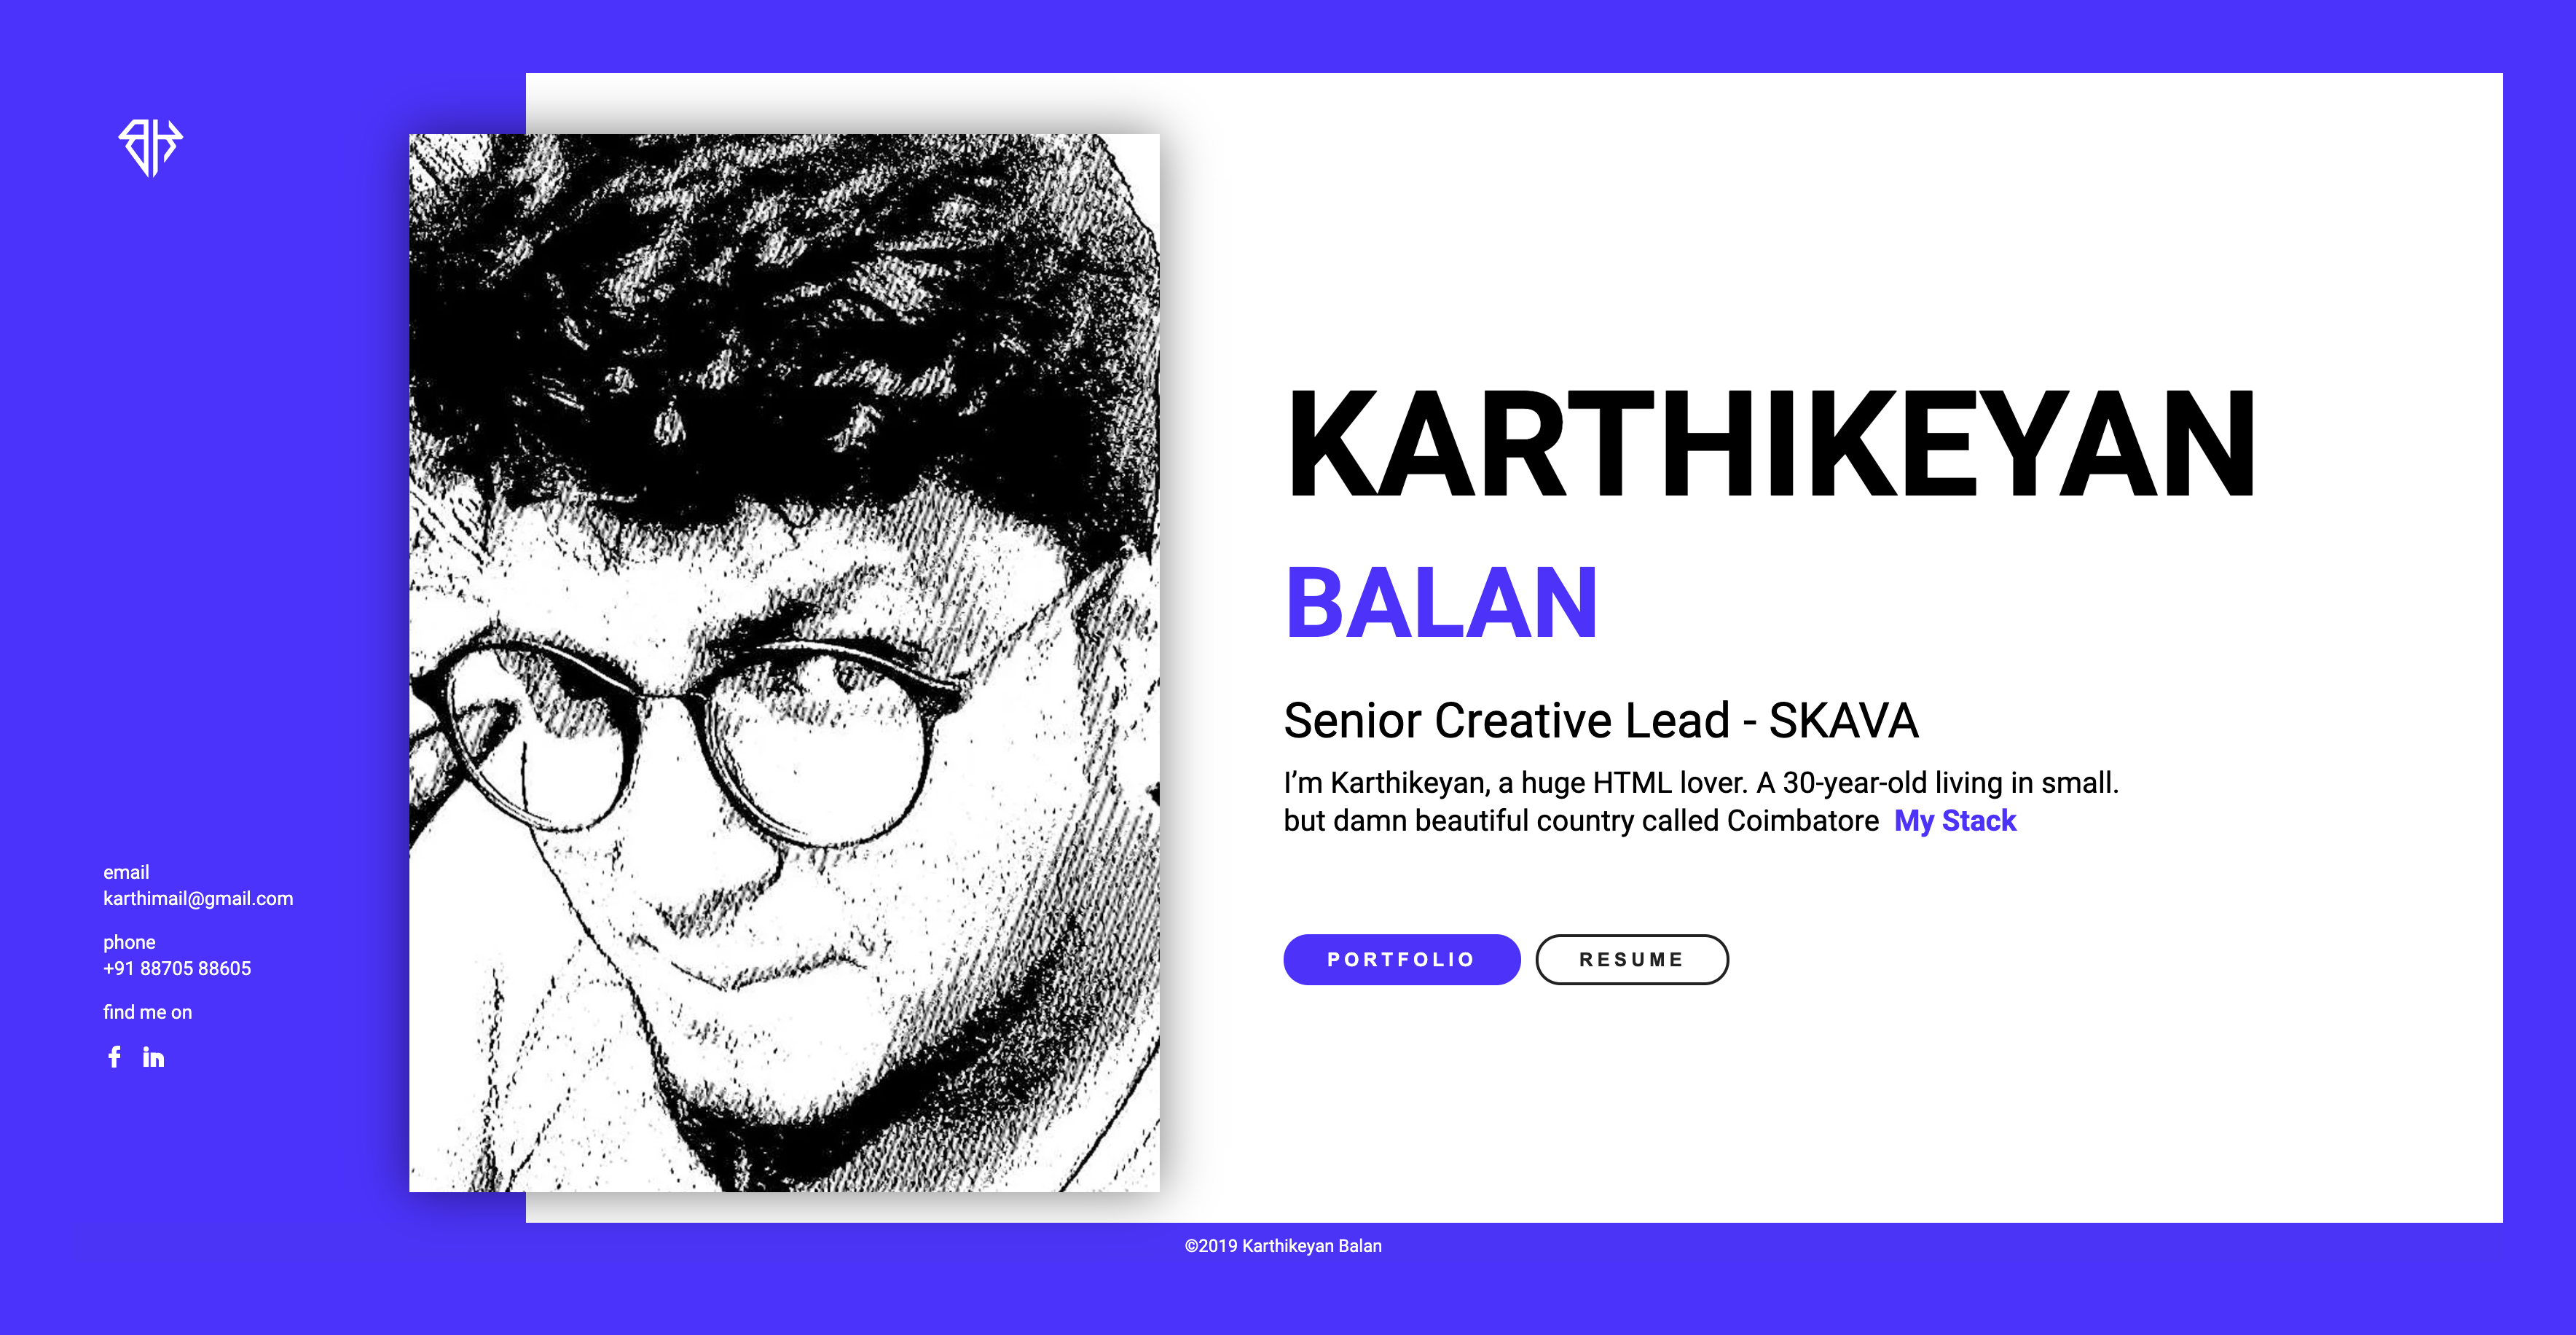 email
karthimail@gmail.com
phone
+91 88705 88605
find me on
KARTHIKEYAN
BALAN
Senior Creative Lead - SKAVA
I’m Karthikeyan, a huge HTML lover. A 30-year-old living in small.
but damn beautiful country called Coimbatore My Stack
PORTFOLIO
RESUME
©2019 Karthikeyan Balan